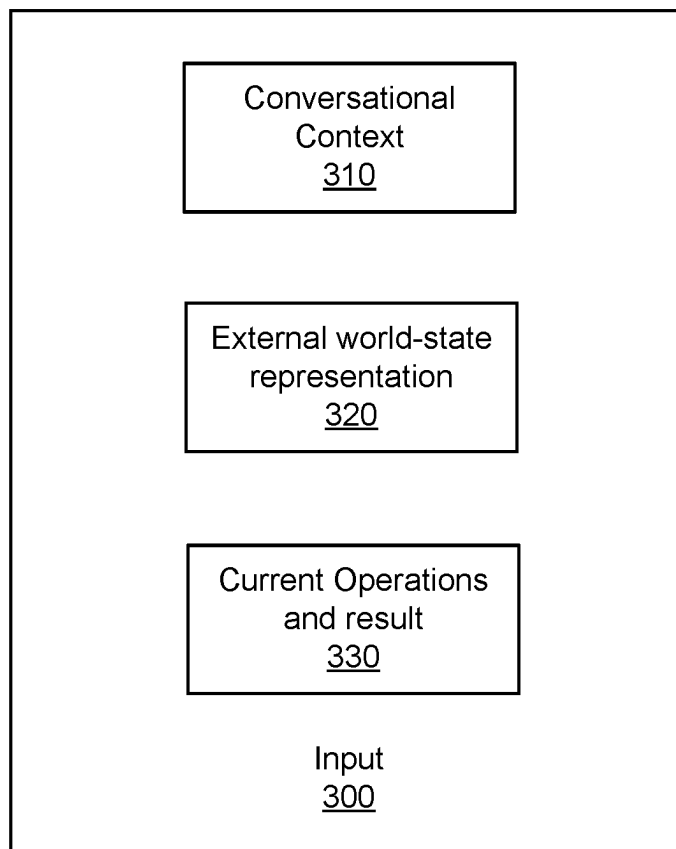 Conversational
Context
310
External world-state
representation
320
Current Operations
and result
330
Input
300